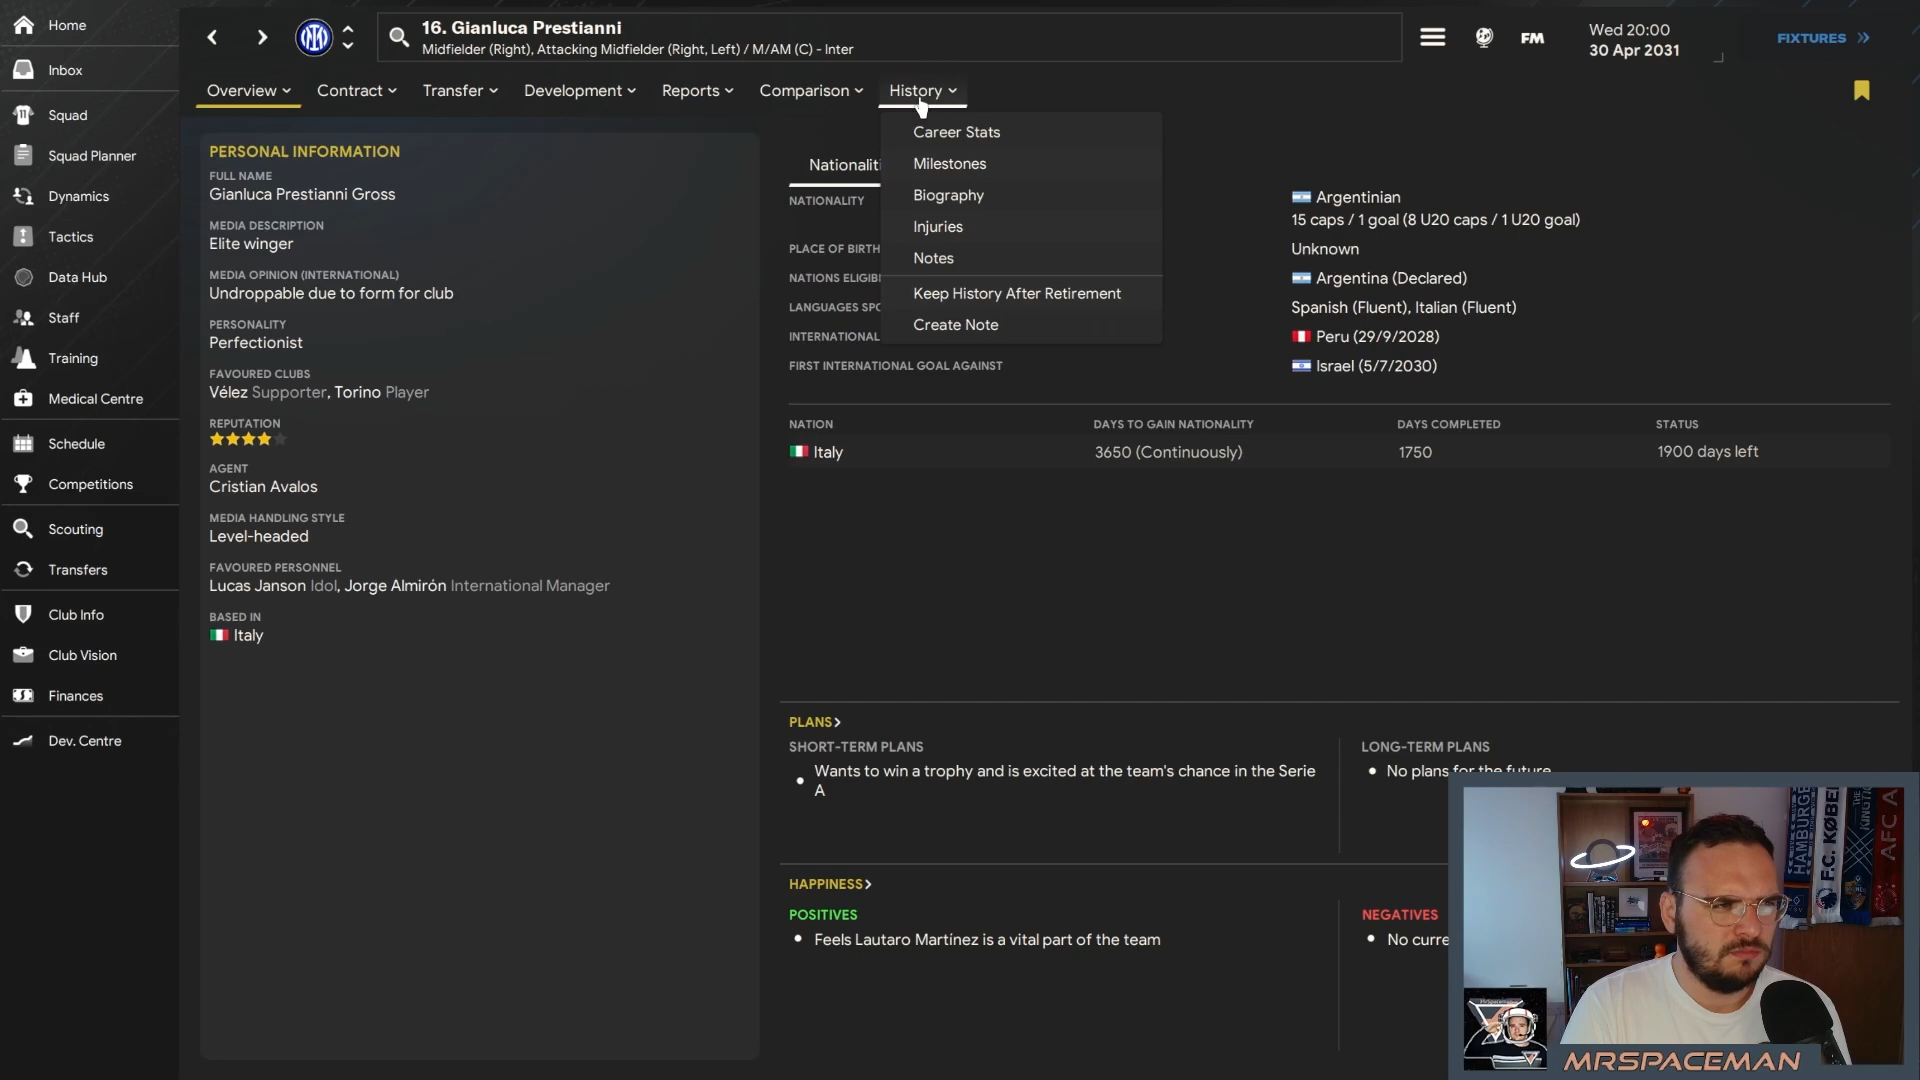 Home
Inbox
Squad
Squad Planner
Dynamics
Tactics
Data Hub
Staff
Training
Medical Centre
Schedule
Competitions
Scouting
Transfers
Club Info
Club Vision
Finances
Dev. Centre
16. Gianluca Prestianni
Midfielder (Right), Attacking Midfielder (Right, Left) / M/AM (C) - Inter
FM
Wed 20:00
30 Apr 2031
FIXTURES
Overview
Contract
Transfer
Development
Reports
Comparison
History
Career Stats
Milestones
Biography
Injuries
Notes
Keep History After Retirement
Create Note
PERSONAL INFORMATION
FULL NAME
Gianluca Prestianni Gross
MEDIA DESCRIPTION
Elite winger
MEDIA OPINION (INTERNATIONAL)
Undroppable due to form for club
PERSONALITY
Perfectionist
FAVOURED CLUBS
Vélez Supporter, Torino Player
REPUTATION
AGENT
Cristian Avalos
MEDIA HANDLING STYLE
Level-headed
FAVOURED PERSONNEL
Lucas Janson Idol, Jorge Almirón International Manager
BASED IN
Italy
Nationaliti
NATIONALITY
Argentinian
15 caps / 1 goal (8 U20 caps / 1 U20 goal)
PLACE OF BIRTH
Unknown
NATIONS ELIGIB
Argentina (Declared)
LANGUAGES SPO
Spanish (Fluent), Italian (Fluent)
INTERNATIONAL
Peru (29/9/2028)
FIRST INTERNATIONAL GOAL AGAINST
Israel (5/7/2030)
NATION DAYS TO GAIN NATIONALITY DAYS COMPLETED STATUS
Italy 3650 (Continuously) 1750 1900 days left
PLANS
SHORT-TERM PLANS
Wants to win a trophy and is excited at the team's chance in the Serie
A
LONG-TERM PLANS
No plans for the future
HAPPINESS
POSITIVES
Feels Lautaro Martínez is a vital part of the team
NEGATIVES
No curre
HAMBURGE
F.C. KØBE
AFC A
MRSPACEMAN